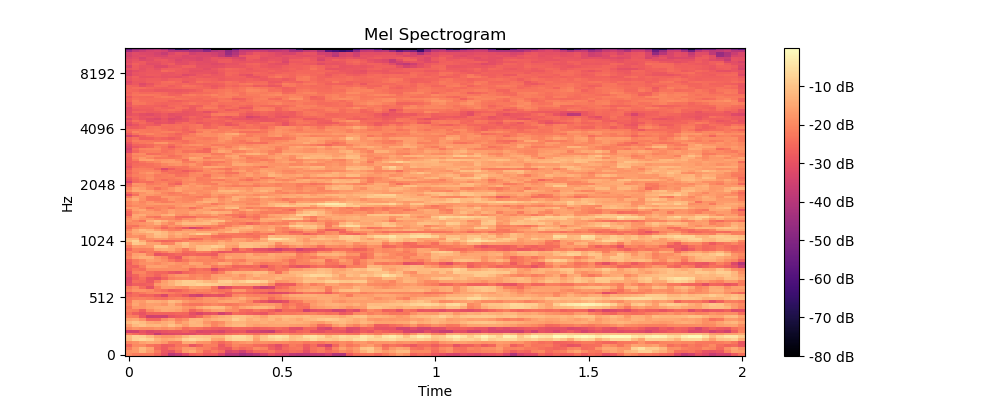 Mel Spectrogram
Hz
8192
4096
2048
1024
512
0
0
0.5
1
1.5
2
Time
-10 dB
-20 dB
-30 dB
-40 dB
-50 dB
-60 dB
-70 dB
-80 dB